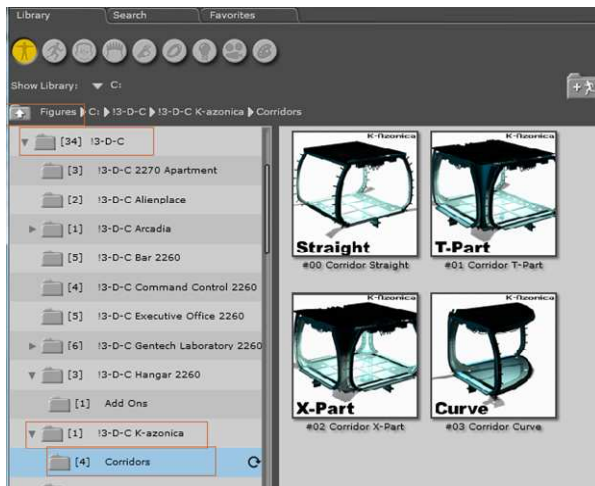 Library Search Favorites
Show Library: C:
Figures C: !3-D-C !3-D-C K-azonica Corridors
[34] !3-D-C
[3] !3-D-C 2270 Apartment
[2] !3-D-C Alienplace
[1] !3-D-C Arcadia
[5] !3-D-C Bar 2260
[4] !3-D-C Command Control 2260
[5] !3-D-C Executive Office 2260
[6] !3-D-C Gentech Laboratory 2260
[3] !3-D-C Hangar 2260
[1] Add Ons
[1] !3-D-C K-azonica
[4] Corridors
K-Azonica
Straight
#00 Corridor Straight
K-Azonica
T-Part
#01 Corridor T-Part
K-Azonica
X-Part
#02 Corridor X-Part
K-Azonica
Curve
#03 Corridor Curve